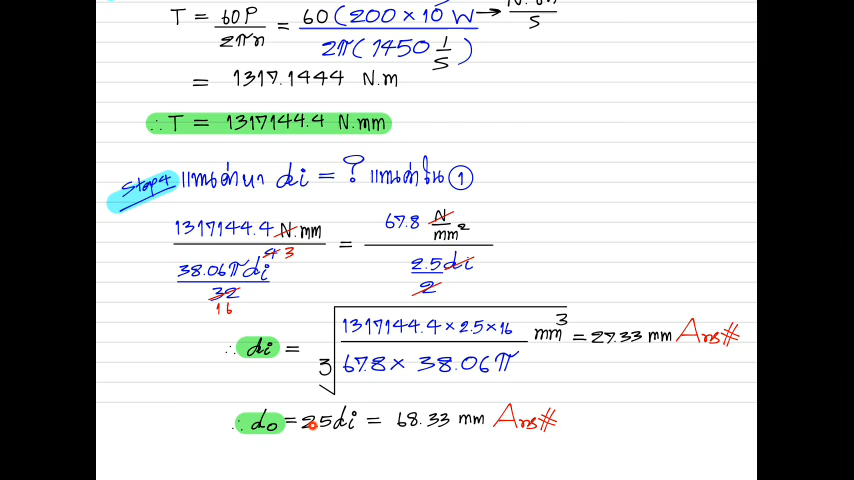 T = 60P / 2πn = 60(200 × 10 W / 2π(1450 1/S) → N.m / S
= 1317.1444 N.m
∴ T = 1317144.4 N.mm
Step4 แทนค่าหา di = ? แทนค่าใน ①
1317144.4 N.mm / (38.06πdi⁴ 3 / 32 16) = 67.8 N/mm² / (2.5di / 2)
∴ di = ³√(1317144.4 × 2.5 × 16 / 67.8 × 38.06π mm³) = 27.33 mm Ans#
∴ do = 2.5di = 68.33 mm Ans#